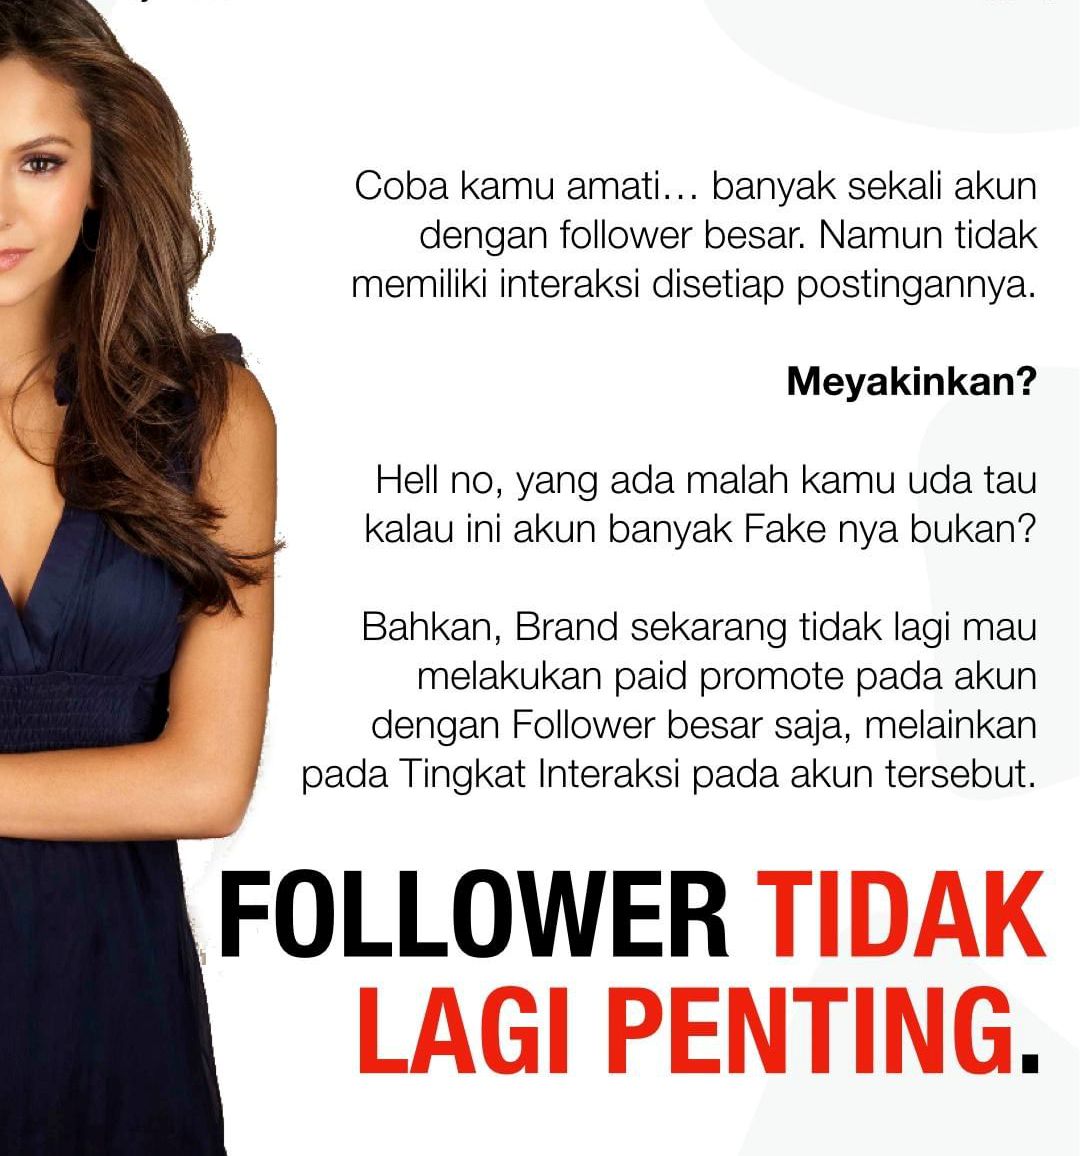 Coba kamu amati... banyak sekali akun
dengan follower besar. Namun tidak
memiliki interaksi disetiap postingannya.
Meyakinkan?
Hell no, yang ada malah kamu uda tau
kalau ini akun banyak Fake nya bukan?
Bahkan, Brand sekarang tidak lagi mau
melakukan paid promote pada akun
dengan Follower besar saja, melainkan
pada Tingkat Interaksi pada akun tersebut.
FOLLOWER TIDAK
LAGI PENTING.